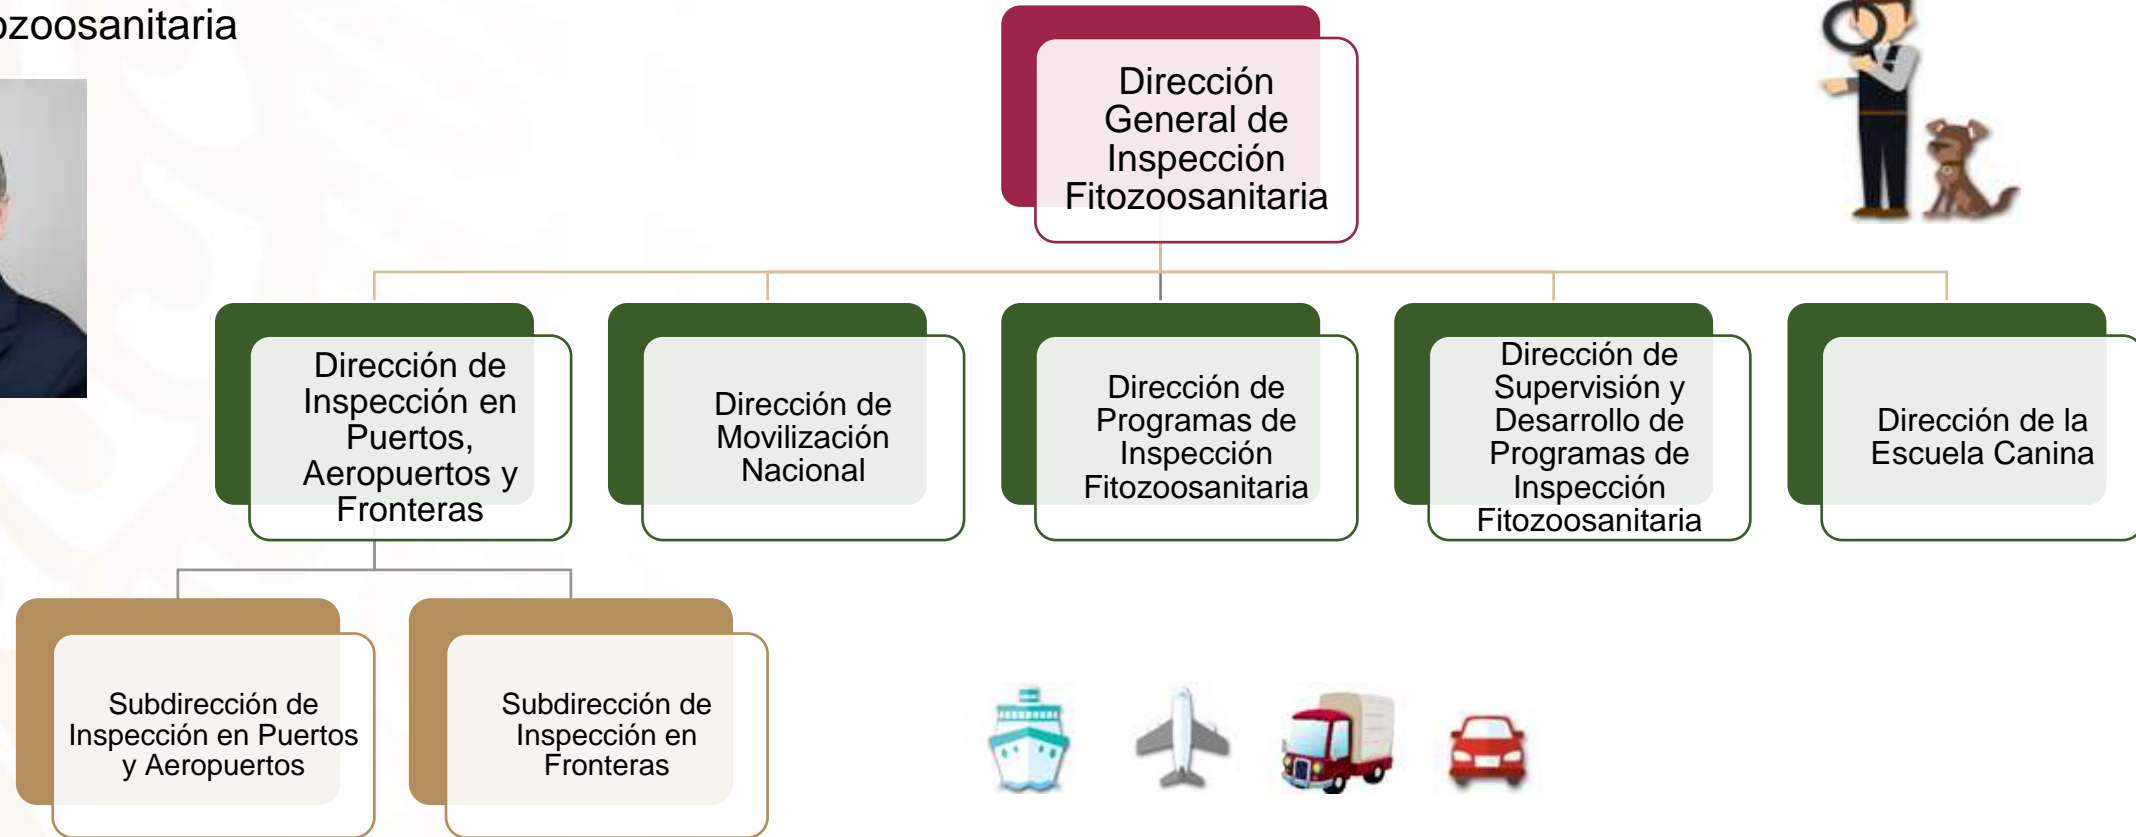 ozoosanitaria
Dirección
General de
Inspección
Fitozoosanitaria
Dirección de
Inspección en
Puertos,
Aeropuertos y
Fronteras
Dirección de
Movilización
Nacional
Dirección de
Programas de
Inspección
Fitozoosanitaria
Dirección de
Supervisión y
Desarrollo de
Programas de
Inspección
Fitozoosanitaria
Dirección de la
Escuela Canina
Subdirección de
Inspección en Puertos
y Aeropuertos
Subdirección de
Inspección en
Fronteras